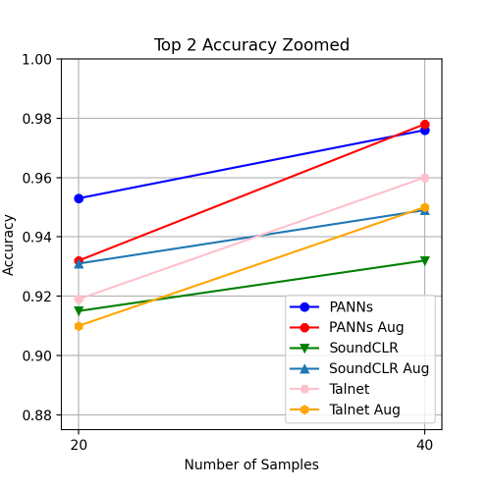 Top 2 Accuracy Zoomed
1.00
0.98
0.96
0.94
0.92
0.90
0.88
Accuracy
20
40
Number of Samples
PANNs
PANNs Aug
SoundCLR
SoundCLR Aug
Talnet
Talnet Aug